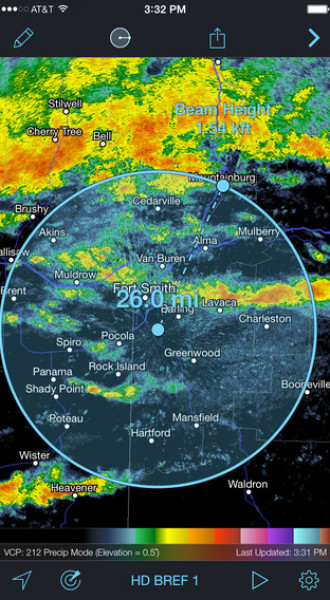 AT&T 3:32 PM
Stilwell
Beam Height
1.34 kft
Cherry Tree
Bell
Mountainburg
Cedarville
Brushy
Akins
Mulberry
Alma
Van Buren
Muldrow
Fort Smith
26.0 mi
Lavaca
Barling
Charleston
Pocola
Spiro
Greenwood
Rock Island
Panama
Shady Point
Booneville
Poteau
Mansfield
Hartford
Wister
Waldron
Heavener
VCP: 212 Precip Mode (Elevation = 0.5°) Last Updated: 3:31 PM
HD BREF 1